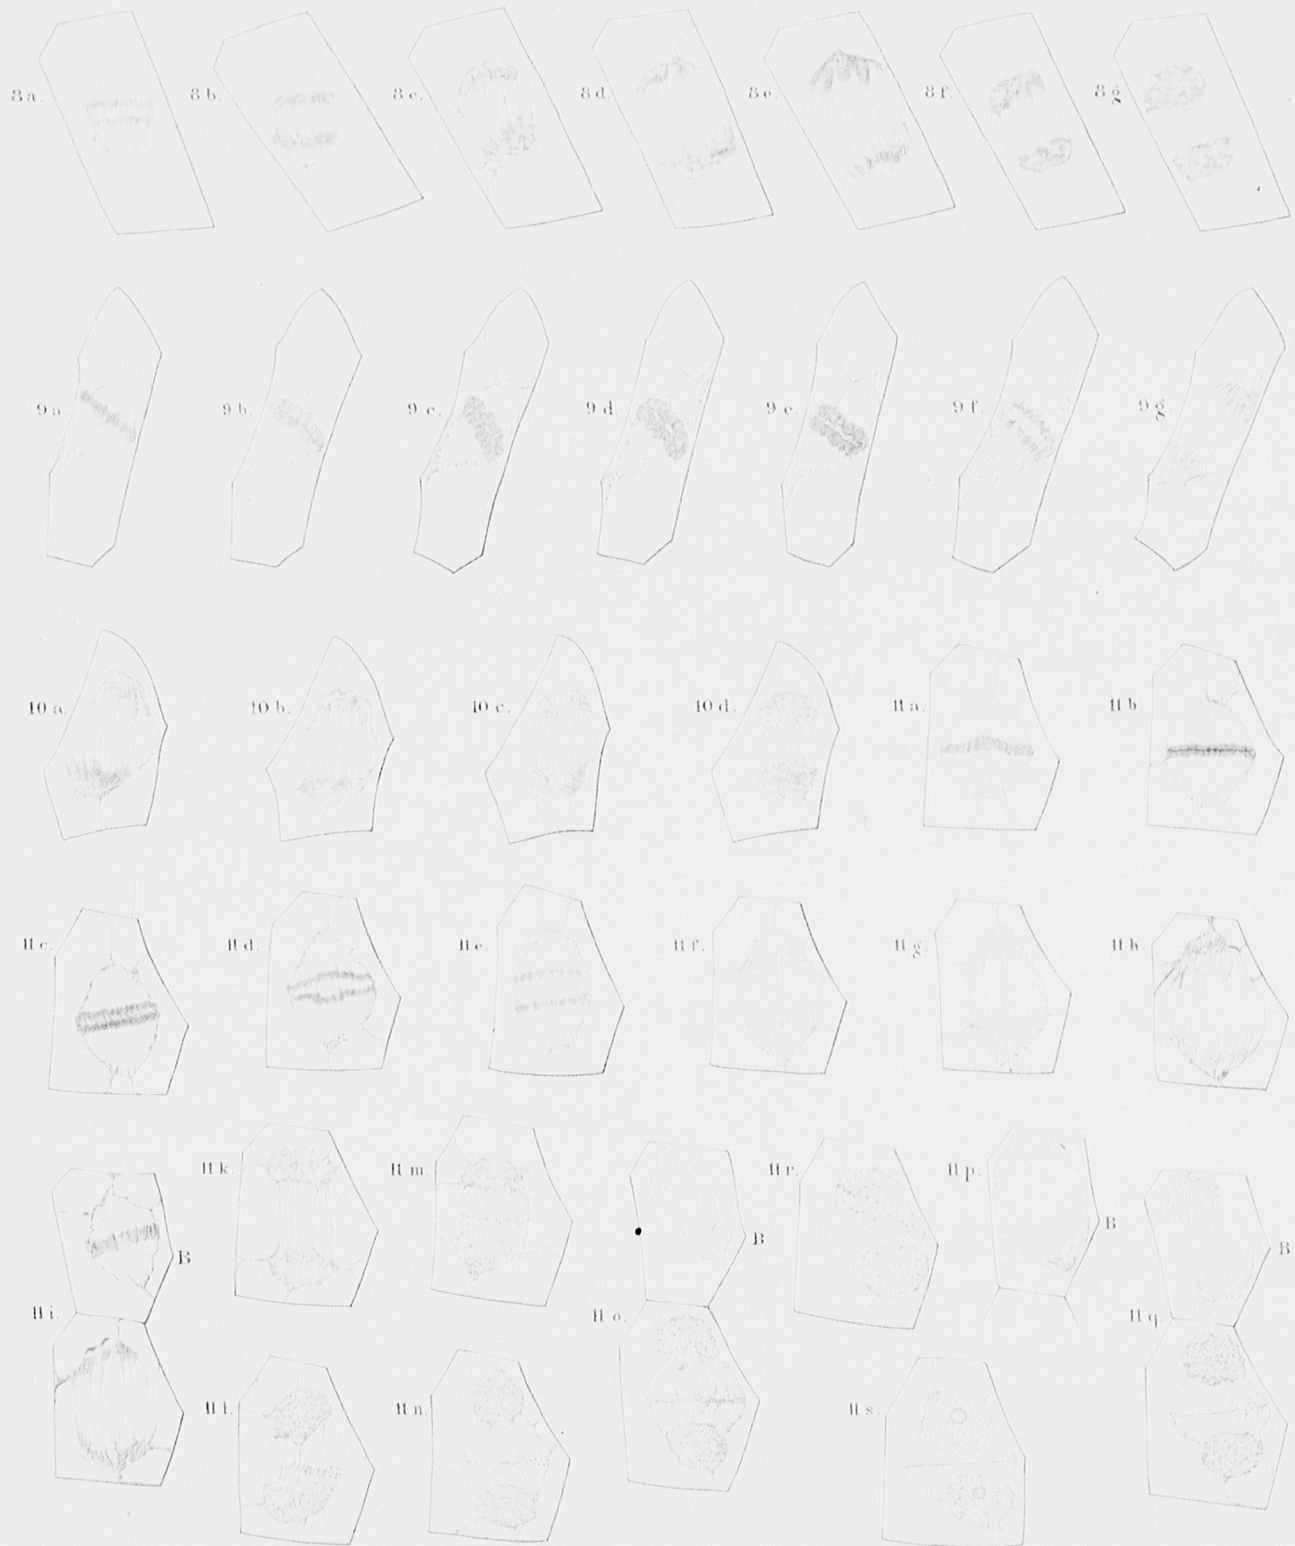 8 a. 8 b. 8 c. 8 d. 8 e. 8 f. 8 g.
9 a. 9 b. 9 c. 9 d. 9 e. 9 f. 9 g.
10 a. 10 b. 10 c. 10 d. 11 a. 11 b.
11 c. 11 d. 11 e. 11 f. 11 g. 11 h.
11 k. 11 m. 11 r. 11 p.
B B B B
11 i. 11 o. 11 q.
11 l. 11 n. 11 s.